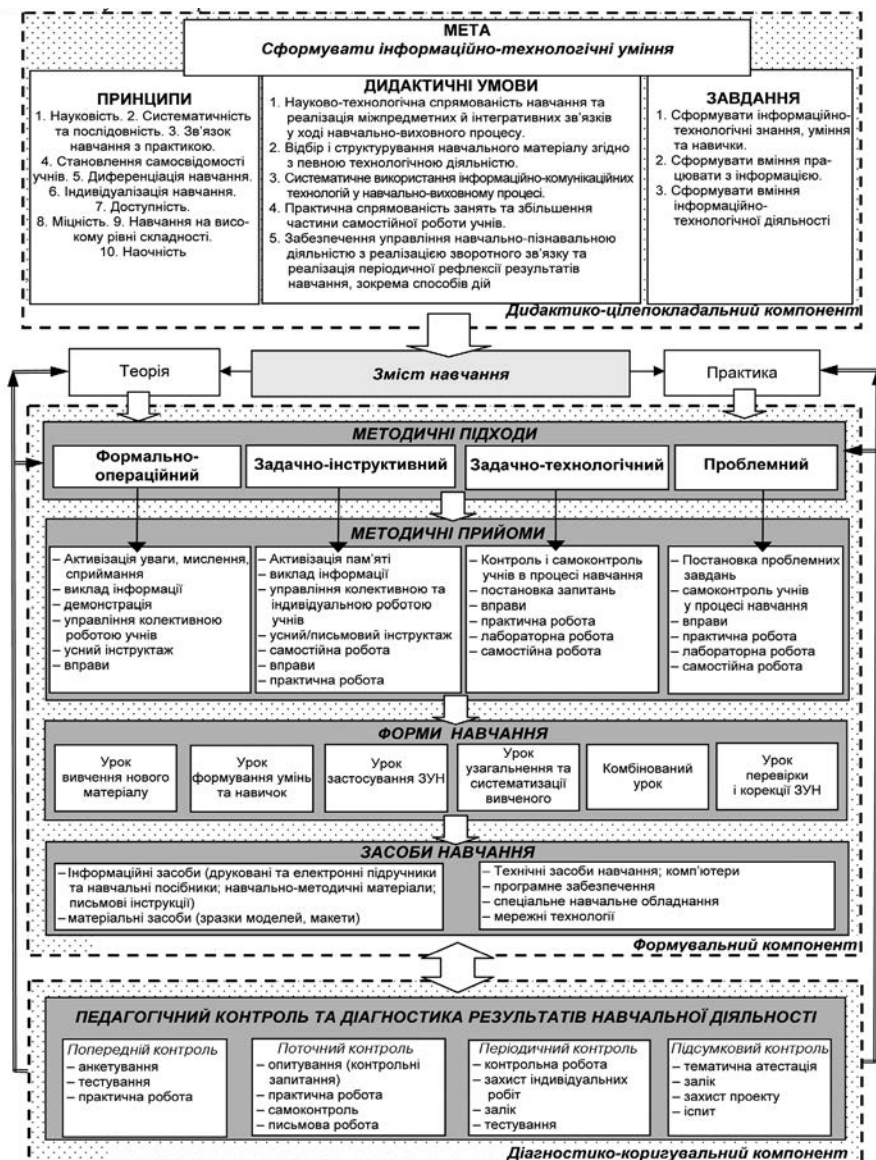 МЕТА
Сформувати інформаційно-технологічні уміння
ПРИНЦИПИ
1. Науковість. 2. Систематичність
та послідовність. 3. Зв’язок
навчання з практикою.
4. Становлення самосвідомості
учнів. 5. Диференціація навчання.
6. Індивідуалізація навчання.
7. Доступність.
8. Міцність. 9. Навчання на висо-
кому рівні складності.
10. Наочність
ДИДАКТИЧНІ УМОВИ
1. Науково-технологічна спрямованість навчання та
реалізація міжпредметних й інтегративних зв’язків
у ході навчально-виховного процесу.
2. Відбір і структурування навчального матеріалу згідно
з певною технологічною діяльністю.
3. Систематичне використання інформаційно-комунікаційних
технологій у навчально-виховному процесі.
4. Практична спрямованість занять та збільшення
частини самостійної роботи учнів.
5. Забезпечення управління навчально-пізнавальною
діяльністю з реалізацією зворотного зв’язку та
реалізація періодичної рефлексії результатів
навчання, зокрема способів дій
ЗАВДАННЯ
1. Сформувати інформаційно-
технологічні знання, уміння
та навички.
2. Сформувати вміння пра-
цювати з інформацією.
3. Сформувати вміння
інформаційно-
технологічної діяльності
Дидактико-цілепокладальний компонент
Теорія
Зміст навчання
Практика
МЕТОДИЧНІ ПІДХОДИ
Формально-
операційний
Задачно-інструктивний
Задачно-технологічний
Проблемний
МЕТОДИЧНІ ПРИЙОМИ
– Активізація уваги, мислення,
сприймання
– виклад інформації
– демонстрація
– управління колективною
роботою учнів
– усний інструктаж
– вправи
– Активізація пам’яті
– виклад інформації
– управління колективною та
індивідуальною роботою
учнів
– усний/письмовий інструктаж
– самостійна робота
– вправи
– практична робота
– Контроль і самоконтроль
учнів в процесі навчання
– постановка запитань
– вправи
– практична робота
– лабораторна робота
– самостійна робота
– Постановка проблемних
завдань
– самоконтроль учнів
у процесі навчання
– вправи
– практична робота
– лабораторна робота
– самостійна робота
ФОРМИ НАВЧАННЯ
Урок
вивчення нового
матеріалу
Урок
формування умінь
та навичок
Урок
застосування ЗУН
Урок
узагальнення та
систематизації
вивченого
Комбінований
урок
Урок
перевірки
і корекції ЗУН
ЗАСОБИ НАВЧАННЯ
– Інформаційні засоби (друковані та електронні підручники
та навчальні посібники; навчально-методичні матеріали;
письмові інструкції)
– матеріальні засоби (зразки моделей, макети)
– Технічні засоби навчання; комп’ютери
– програмне забезпечення
– спеціальне навчальне обладнання
– мережні технології
Формувальний компонент
ПЕДАГОГІЧНИЙ КОНТРОЛЬ ТА ДІАГНОСТИКА РЕЗУЛЬТАТІВ НАВЧАЛЬНОЇ ДІЯЛЬНОСТІ
Попередній контроль
– анкетування
– тестування
– практична робота
Поточний контроль
– опитування (контрольні
запитання)
– практична робота
– самоконтроль
– письмова робота
Періодичний контроль
– контрольна робота
– захист індивідуальних
робіт
– залік
– тестування
Підсумковий контроль
– тематична атестація
– залік
– захист проекту
– іспит
Діагностико-коригувальний компонент